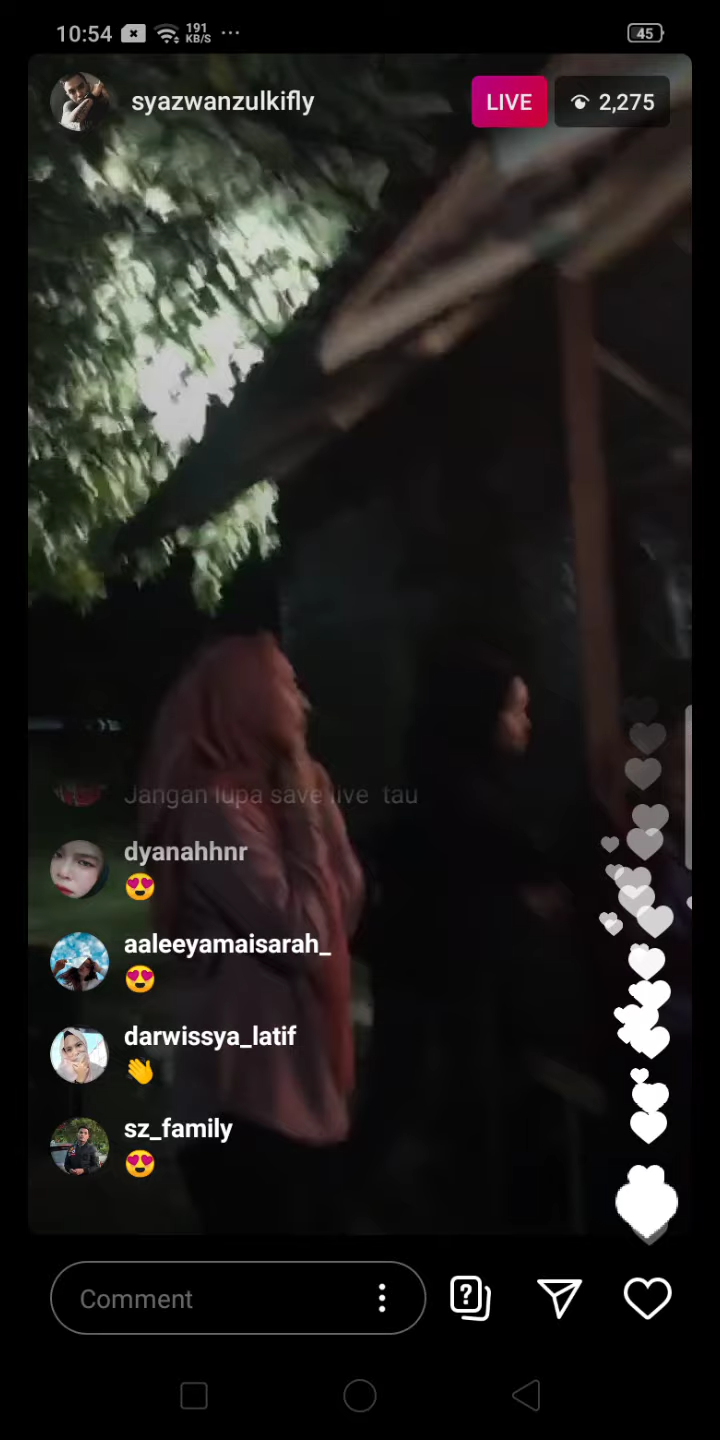 10:54 191 KB/S ... 45
syazwanzulkifly LIVE 2,275
Jangan lupa save live tau
dyanahhnr
😍
aaleeyamaisarah_
😍
darwissya_latif
👋
sz_family
😍
Comment